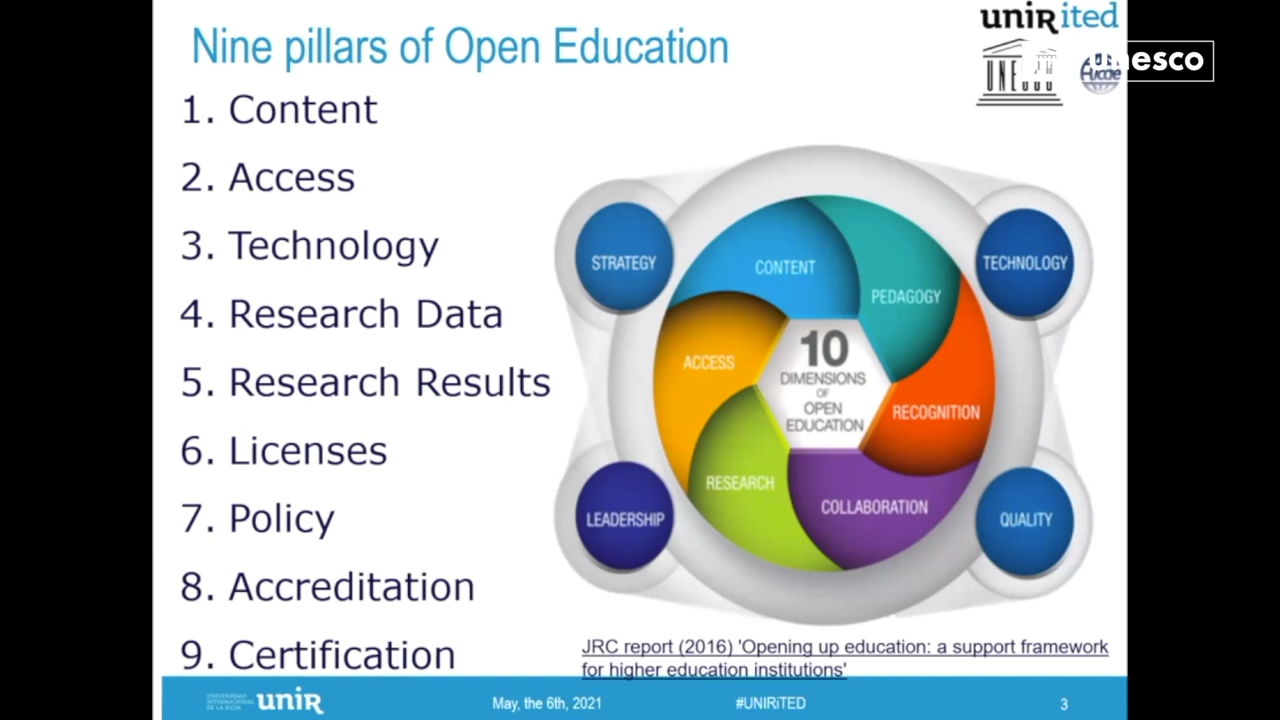 Nine pillars of Open Education
uniR ited
UNESCO
unesco
1. Content
2. Access
3. Technology
4. Research Data
5. Research Results
6. Licenses
7. Policy
8. Accreditation
9. Certification
STRATEGY
TECHNOLOGY
CONTENT
PEDAGOGY
ACCESS
10
DIMENSIONS
OF
OPEN
EDUCATION
RECOGNITION
RESEARCH
COLLABORATION
LEADERSHIP
QUALITY
JRC report (2016) 'Opening up education: a support framework
for higher education institutions'
UNIVERSIDAD
INTERNACIONAL
DE LA RIOJA
uniR
May, the 6th, 2021
#UNIRiTED
3